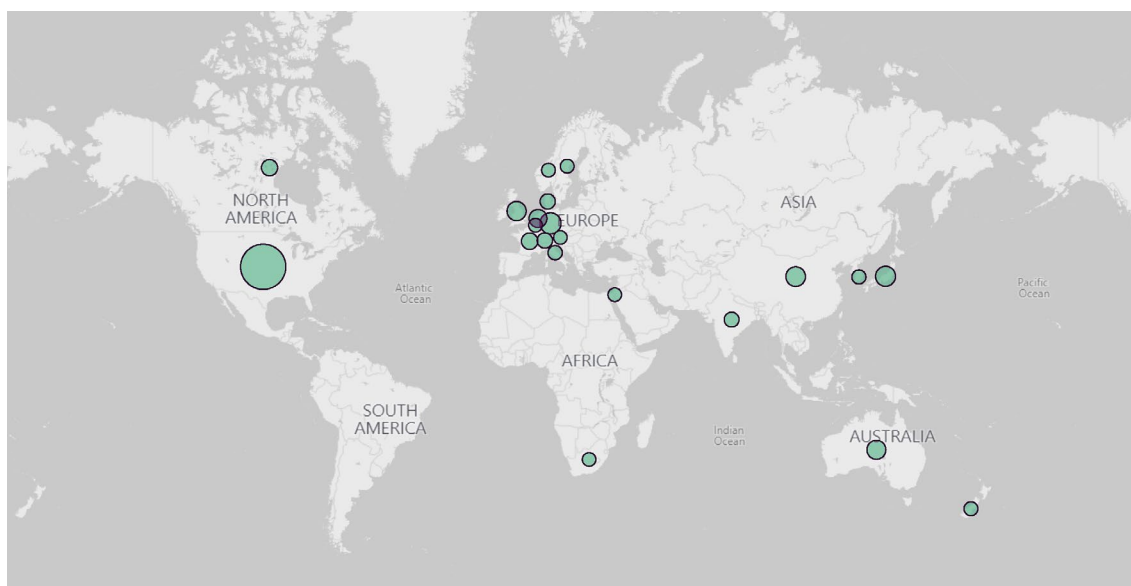 NORTH
AMERICA
EUROPE
ASIA
Atlantic
Ocean
Pacific
Ocean
AFRICA
SOUTH
AMERICA
Indian
Ocean
AUSTRALIA